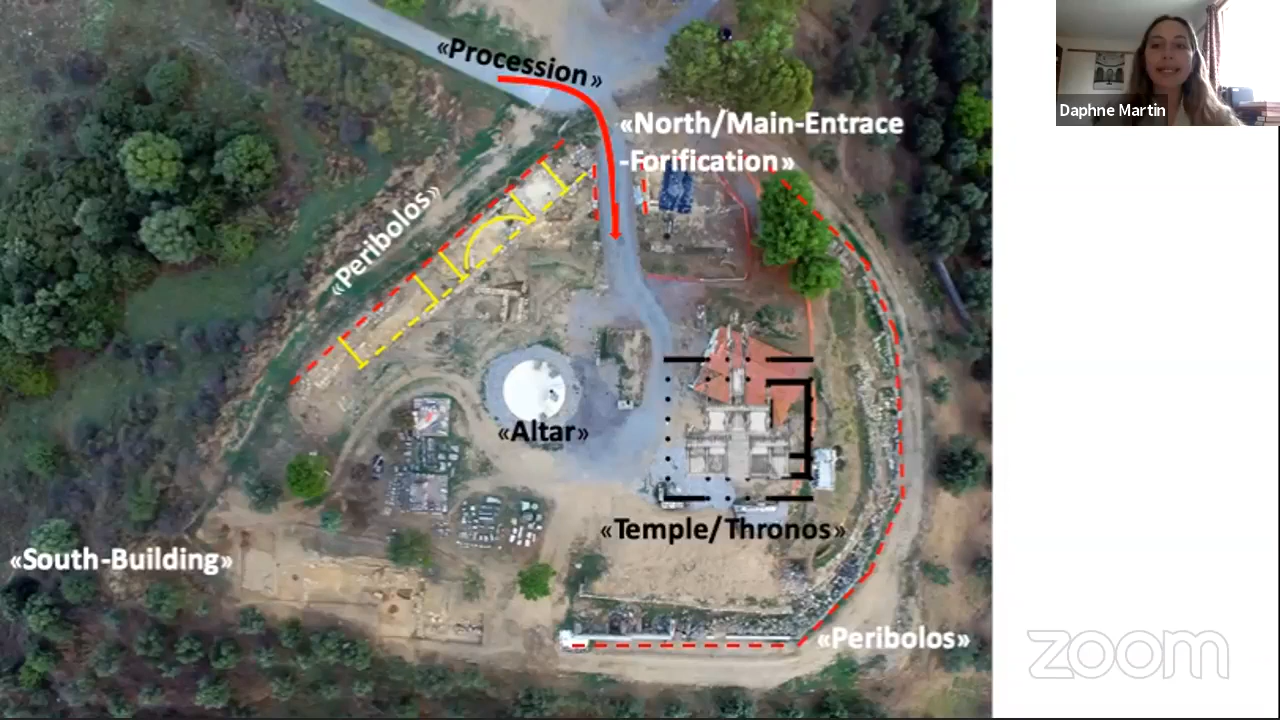 «Procession»
«North/Main-Entrace
-Forification»
«Peribolos»
«Altar»
«Temple/Thronos»
«South-Building»
«Peribolos»
Daphne Martin
zoom